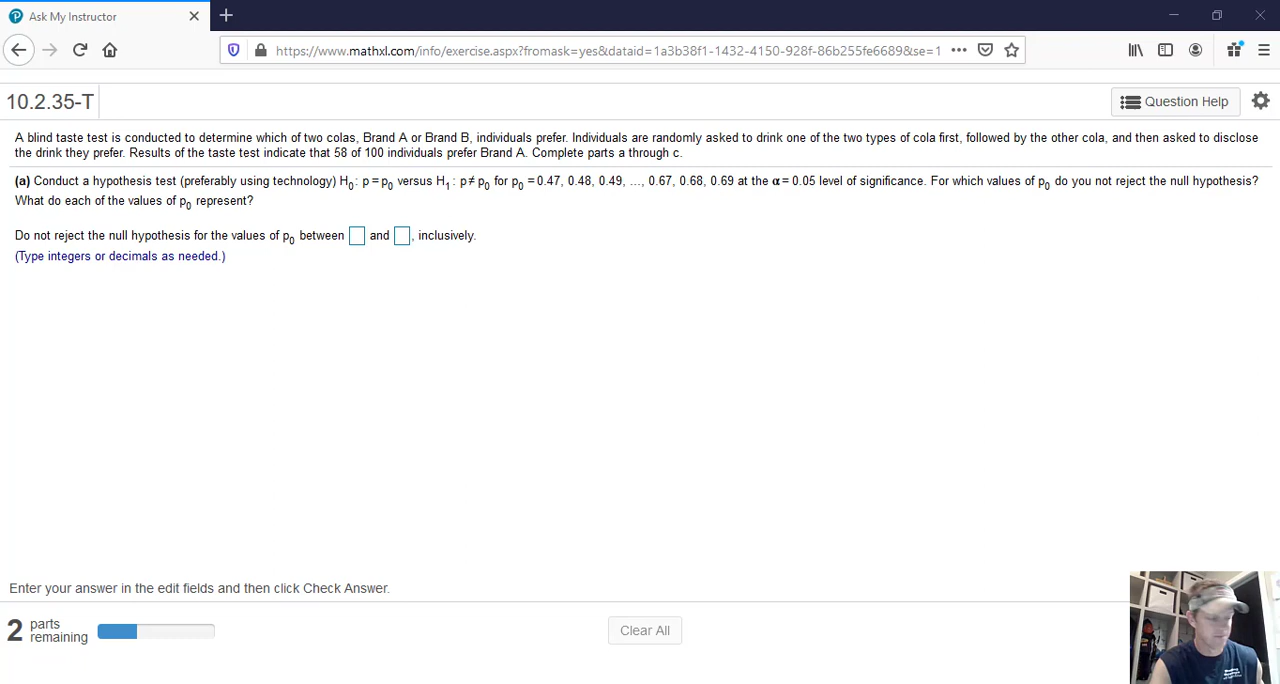 Ask My Instructor
https://www.mathxl.com/info/exercise.aspx?fromask=yes&dataid=1a3b38f1-1432-4150-928f-86b255fe6689&se=1
10.2.35-T
Question Help
A blind taste test is conducted to determine which of two colas, Brand A or Brand B, individuals prefer. Individuals are randomly asked to drink one of the two types of cola first, followed by the other cola, and then asked to disclose
the drink they prefer. Results of the taste test indicate that 58 of 100 individuals prefer Brand A. Complete parts a through c.
(a) Conduct a hypothesis test (preferably using technology) H₀: p = p₀ versus H₁: p ≠ p₀ for p₀ = 0.47, 0.48, 0.49, ..., 0.67, 0.68, 0.69 at the α = 0.05 level of significance. For which values of p₀ do you not reject the null hypothesis?
What do each of the values of p₀ represent?
Do not reject the null hypothesis for the values of p₀ between and , inclusively.
(Type integers or decimals as needed.)
Enter your answer in the edit fields and then click Check Answer.
2 parts
remaining
Clear All